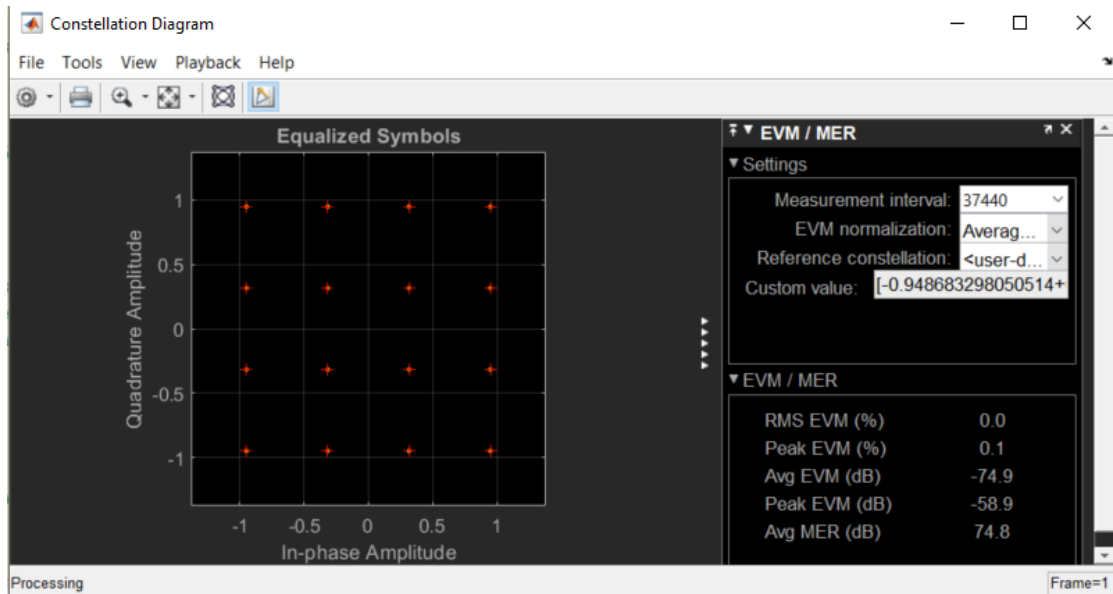 Constellation Diagram
File Tools View Playback Help
Equalized Symbols
1
0.5
0
-0.5
-1
Quadrature Amplitude
-1 -0.5 0 0.5 1
In-phase Amplitude
EVM / MER
Settings
Measurement interval: 37440
EVM normalization: Averag...
Reference constellation: <user-d...
Custom value: [-0.948683298050514+
EVM / MER
RMS EVM (%) 0.0
Peak EVM (%) 0.1
Avg EVM (dB) -74.9
Peak EVM (dB) -58.9
Avg MER (dB) 74.8
Processing Frame=1